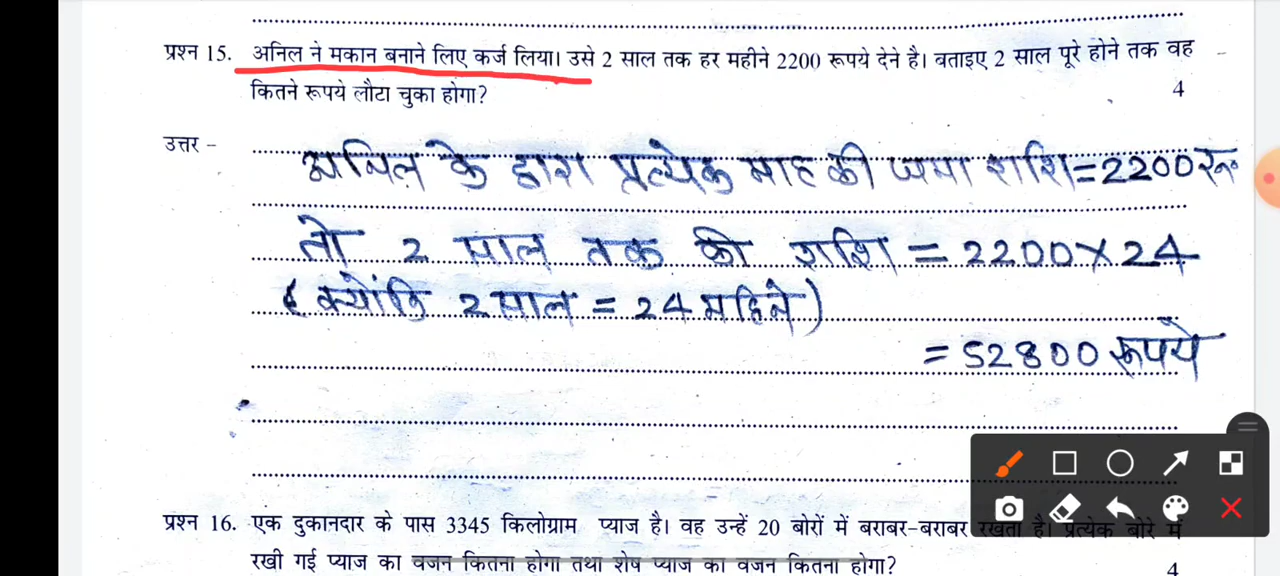 प्रश्न 15. अनिल ने मकान बनाने लिए कर्ज लिया। उसे 2 साल तक हर महीने 2200 रूपये देने है। बताइए 2 साल पूरे होने तक वह
कितने रूपये लौटा चुका होगा? 4
उत्तर –
अनिल के द्वारा प्रत्येक माह की जमा राशि = 2200 रू०
तो 2 साल तक की राशि = 2200 × 24
( क्योंकि 2 साल = 24 महिने )
= 52800 रूपये
प्रश्न 16. एक दुकानदार के पास 3345 किलोग्राम प्याज है। वह उन्हें 20 बोरों में बराबर-बराबर रखता है। प्रत्येक बोरे में
रखी गई प्याज का वजन कितना होगा तथा शेष प्याज का वजन कितना होगा? 4